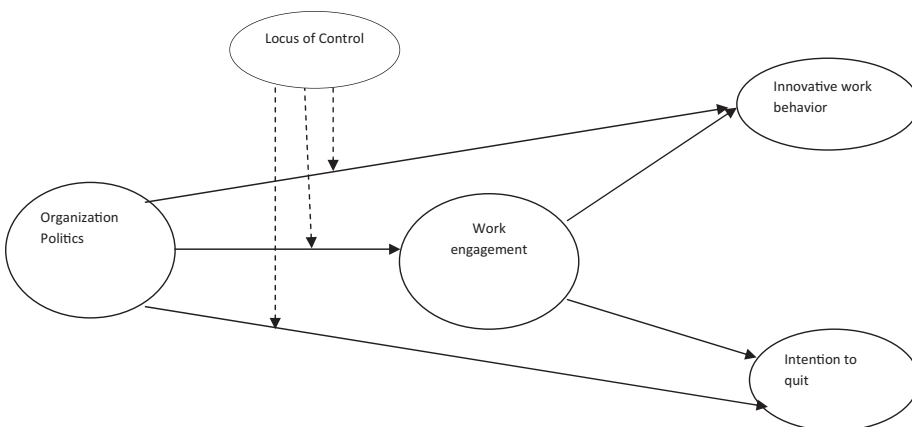 Locus of Control
Innovative work
behavior
Organization
Politics
Work
engagement
Intention to
quit